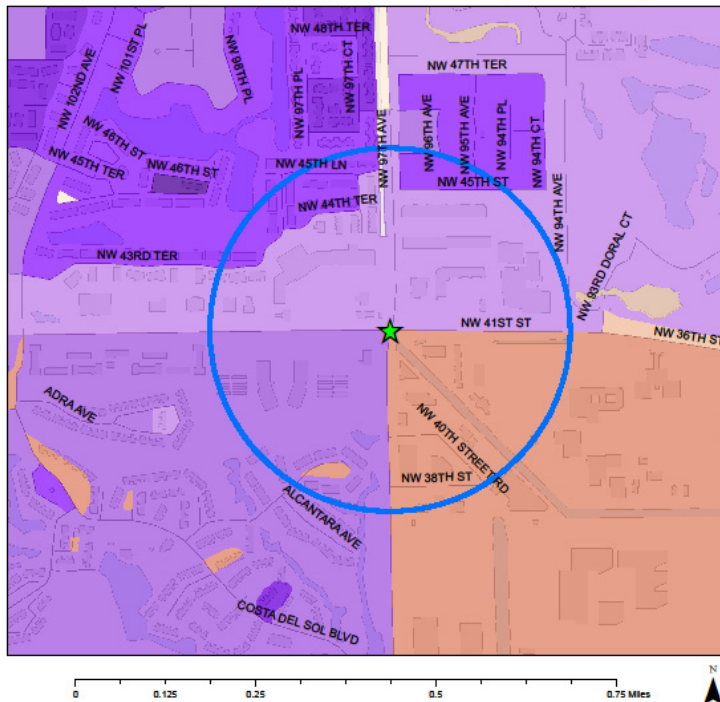 NW 48TH TER
NW 102ND AVE
NW 101ST PL
NW 98TH PL
NW 97TH PL
NW 97TH CT
NW 97TH AVE
NW 47TH TER
NW 96TH AVE
NW 95TH AVE
NW 94TH PL
NW 94TH CT
NW 46TH ST
NW 45TH TER
NW 46TH ST
NW 45TH LN
NW 45TH ST
NW 44TH TER
NW 94TH AVE
NW 43RD TER
NW 93RD DORAL CT
NW 41ST ST
NW 36TH ST
ADRA AVE
NW 40TH STREET RD
NW 38TH ST
ALCANTARA AVE
COSTA DEL SOL BLVD
0 0.125 0.25 0.5 0.75 Miles
N